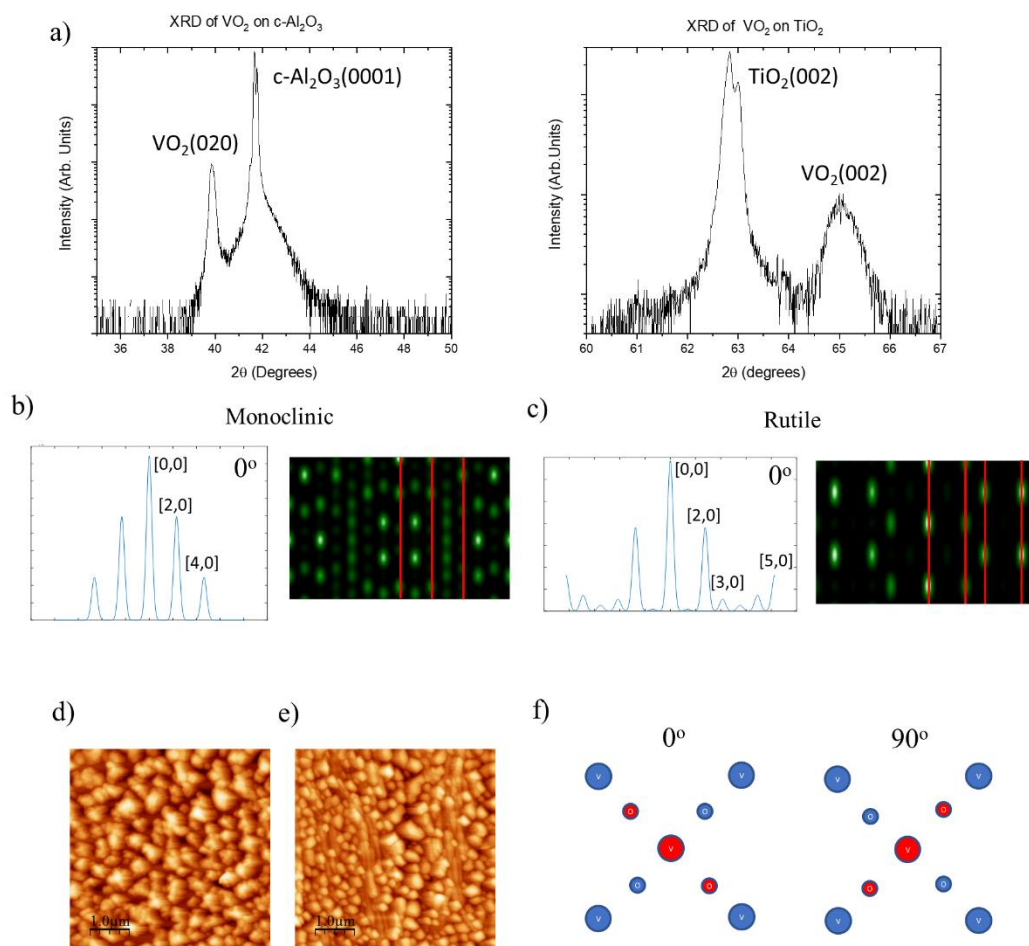 a)
XRD of VO₂ on c-Al₂O₃
Intensity (Arb. Units)
VO₂(020)
c-Al₂O₃(0001)
36 38 40 42 44 46 48 50
2θ (Degrees)
XRD of VO₂ on TiO₂
Intensity (Arb.Units)
TiO₂(002)
VO₂(002)
60 61 62 63 64 65 66 67
2θ (degrees)
b)
Monoclinic
[0,0]
0º
[2,0]
[4,0]
c)
Rutile
[0,0]
0º
[2,0]
[5,0]
[3,0]
d)
1.0μm
e)
1.0μm
f)
0º
V V
O O
V
O O
V V
90º
V V
O O
V
O O
V V